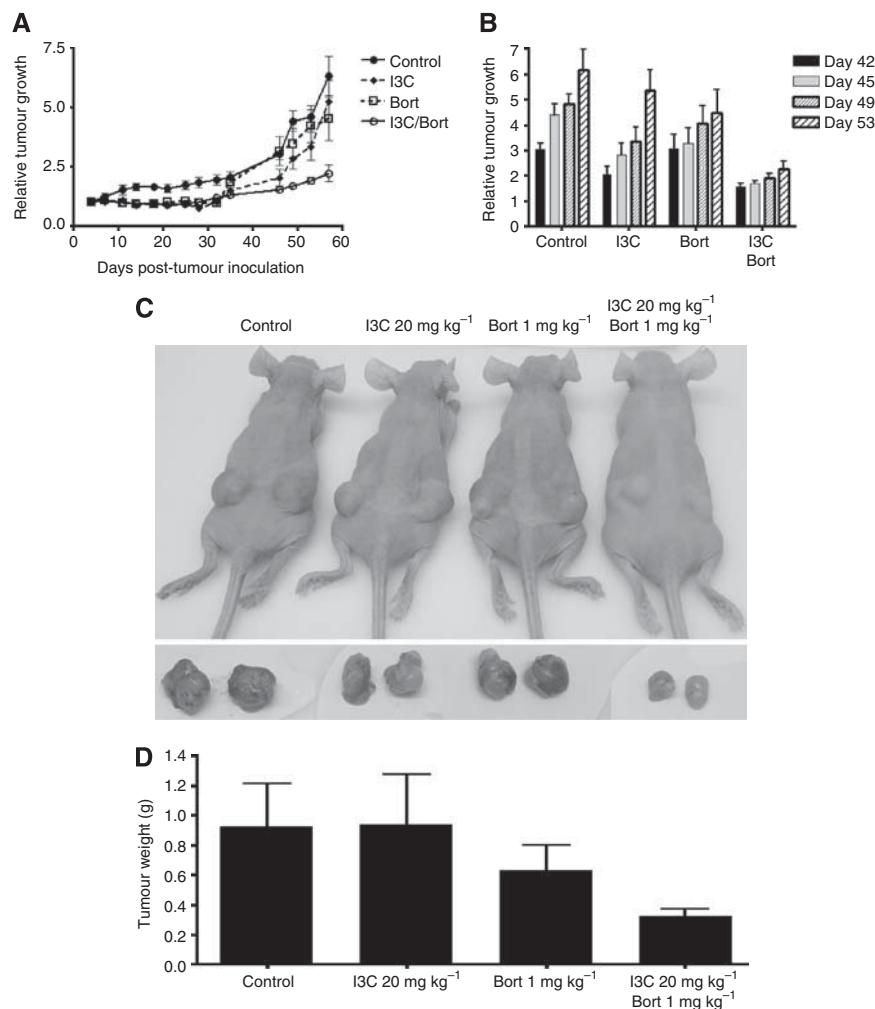 A
7.5
5.0
2.5
0.0
Relative tumour growth
0 10 20 30 40 50 60
Days post-tumour inoculation
Control
I3C
Bort
I3C/Bort
B
7
6
5
4
3
2
1
0
Relative tumour growth
Control I3C Bort I3C
Bort
Day 42
Day 45
Day 49
Day 53
C
Control I3C 20 mg kg⁻¹ Bort 1 mg kg⁻¹ I3C 20 mg kg⁻¹
Bort 1 mg kg⁻¹
D
1.4
1.2
1.0
0.8
0.6
0.4
0.2
0.0
Tumour weight (g)
Control I3C 20 mg kg⁻¹ Bort 1 mg kg⁻¹ I3C 20 mg kg⁻¹
Bort 1 mg kg⁻¹